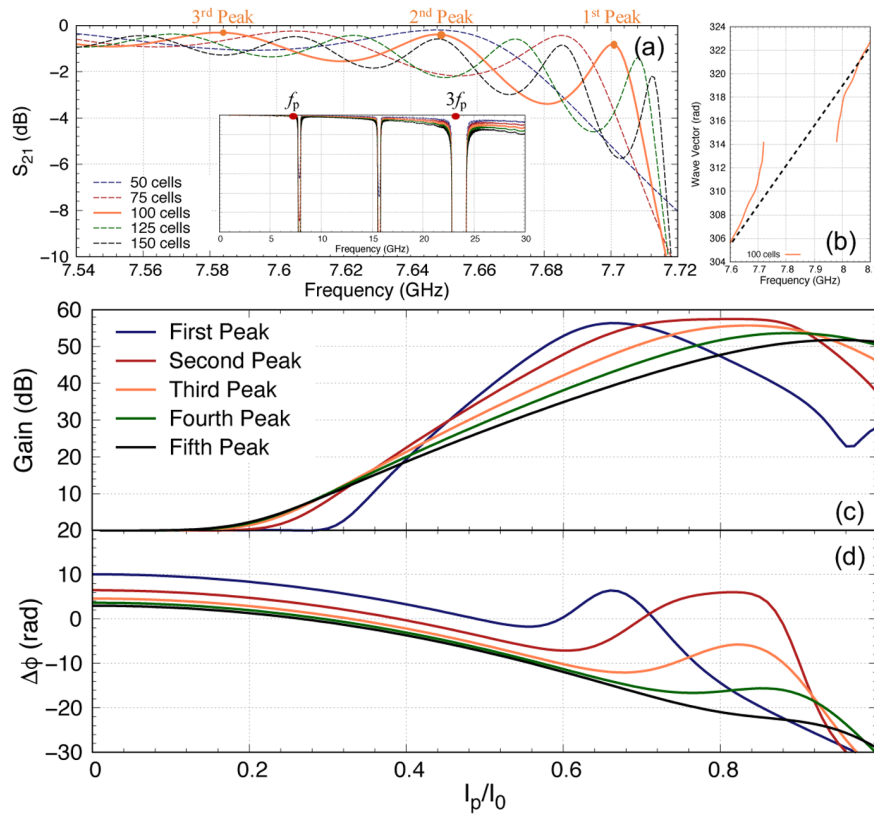 3rd Peak 2nd Peak 1st Peak
0
-2
-4
-6
-8
-10
S21 (dB)
(a)
fp 3fp
50 cells
75 cells
100 cells
125 cells
150 cells
0 5 10 15 20 25 30
Frequency (GHz)
7.54 7.56 7.58 7.6 7.62 7.64 7.66 7.68 7.7 7.72
Frequency (GHz)
324
322
320
318
316
314
312
310
308
306
304
Wave Vector (rad)
(b)
100 cells
7.6 7.7 7.8 7.9 8 8.1
Frequency (GHz)
60
50
40
30
20
10
Gain (dB)
First Peak
Second Peak
Third Peak
Fourth Peak
Fifth Peak
(c)
20
10
0
-10
-20
-30
Δϕ (rad)
(d)
0 0.2 0.4 0.6 0.8
Ip/I0